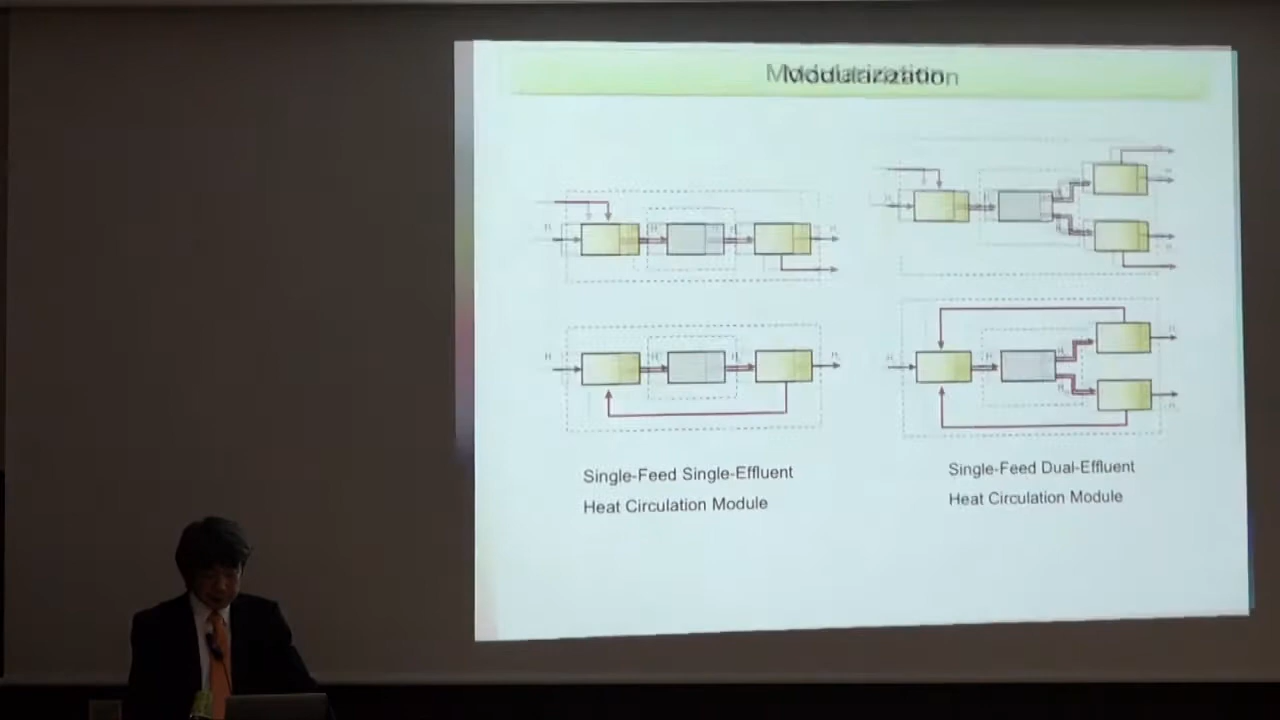 Modularization
Single-Feed Single-Effluent
Heat Circulation Module
Single-Feed Dual-Effluent
Heat Circulation Module